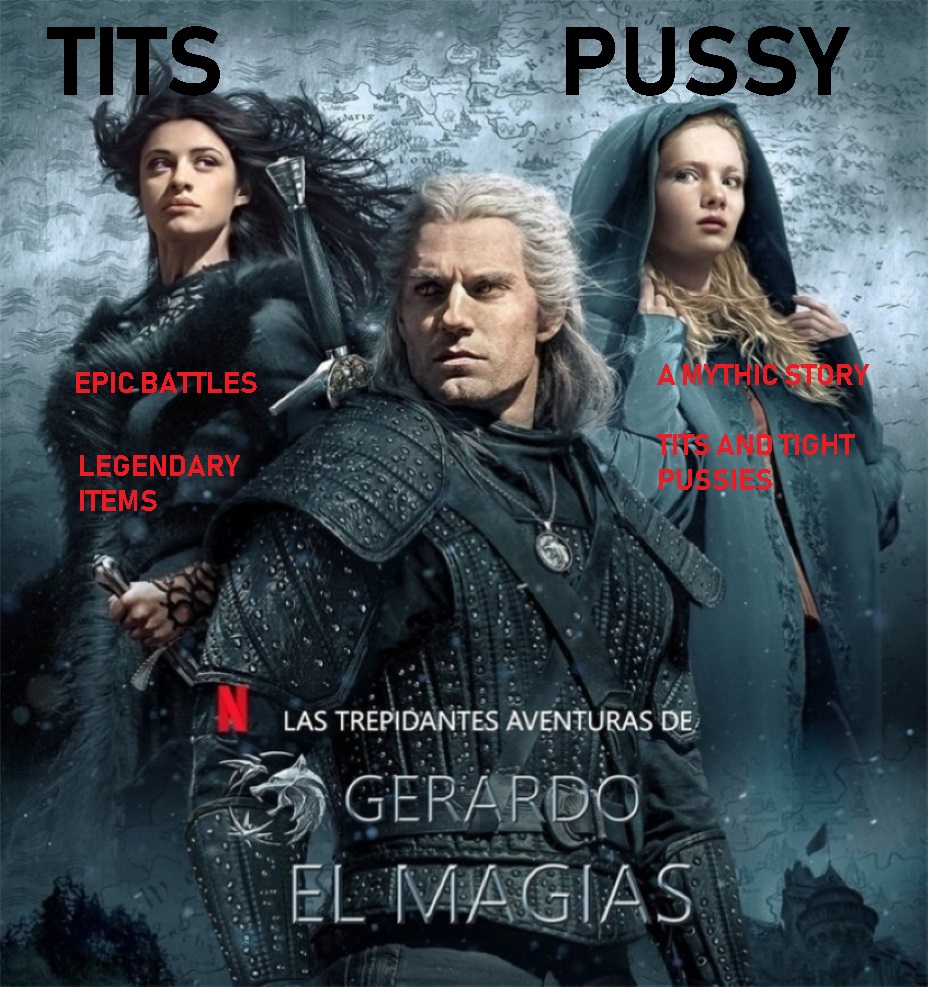 TITS
PUSSY
EPIC BATTLES
LEGENDARY
ITEMS
A MYTHIC STORY
TITS AND TIGHT
PUSSIES
N
LAS TREPIDANTES AVENTURAS DE
GERARDO
EL MAGIAS